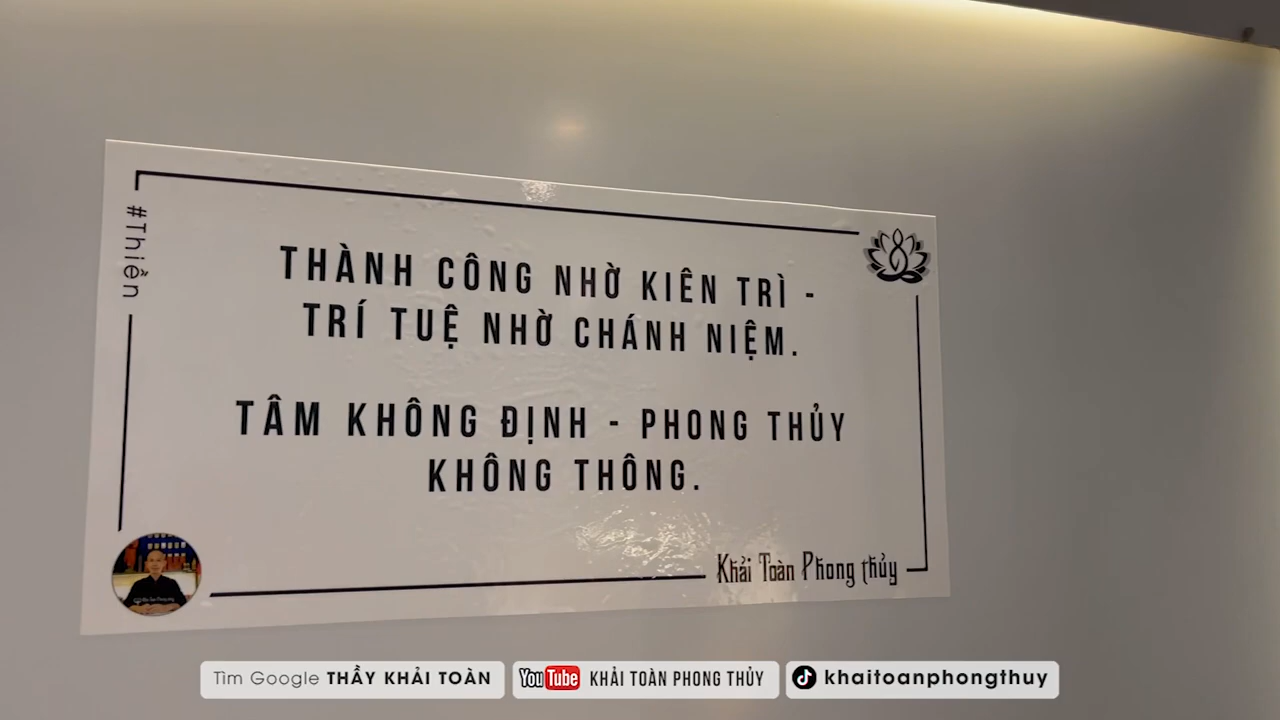 #Thiền
THÀNH CÔNG NHỜ KIÊN TRÌ -
TRÍ TUỆ NHỜ CHÁNH NIỆM.
TÂM KHÔNG ĐỊNH - PHONG THỦY
KHÔNG THÔNG.
Khải Toàn Phong thủy
Tìm Google THẦY KHẢI TOÀN
YouTube KHẢI TOÀN PHONG THỦY
khaitoanphongthuy